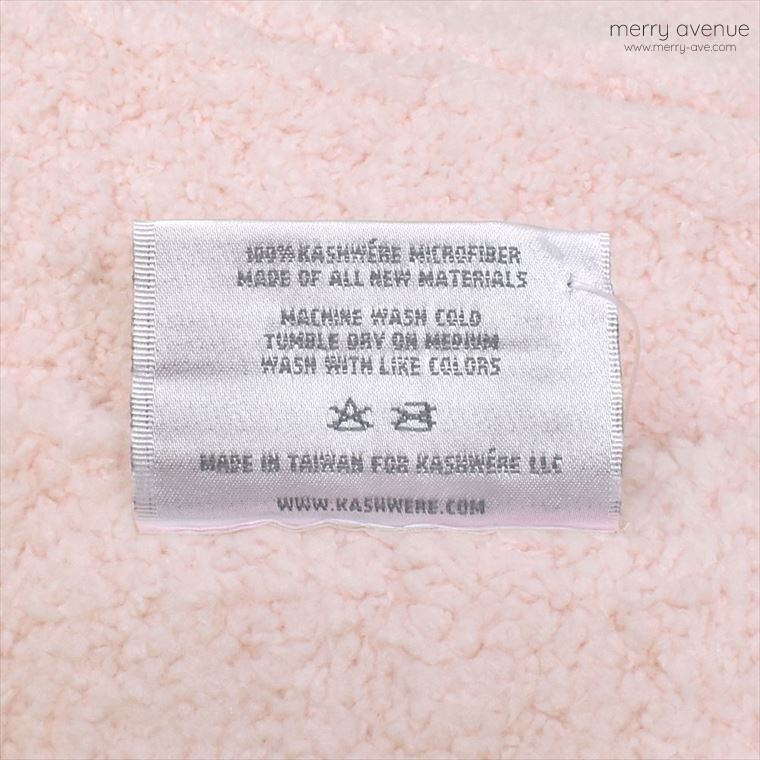 merry avenue
www.merry-ave.com
100% KASHWÉRE MICROFIBER
MADE OF ALL NEW MATERIALS
MACHINE WASH COLD
TUMBLE DRY ON MEDIUM
WASH WITH LIKE COLORS
MADE IN TAIWAN FOR KASHWÉRE LLC
WWW.KASHWERE.COM